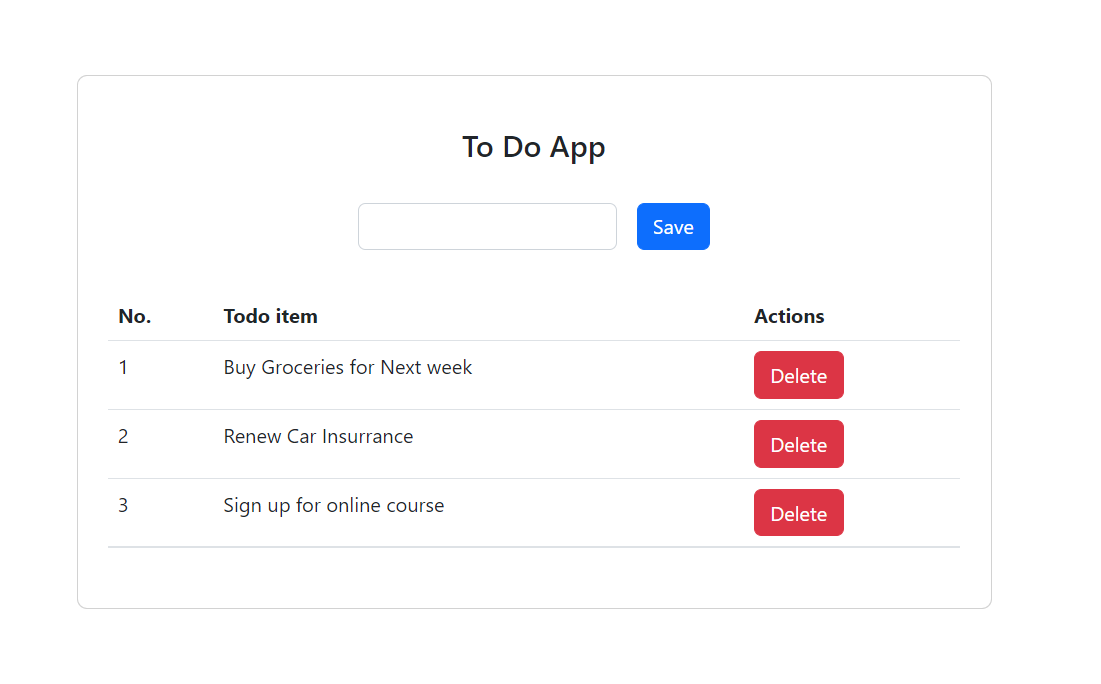 To Do App
Save
No. Todo item Actions
1 Buy Groceries for Next week Delete
2 Renew Car Insurrance Delete
3 Sign up for online course Delete